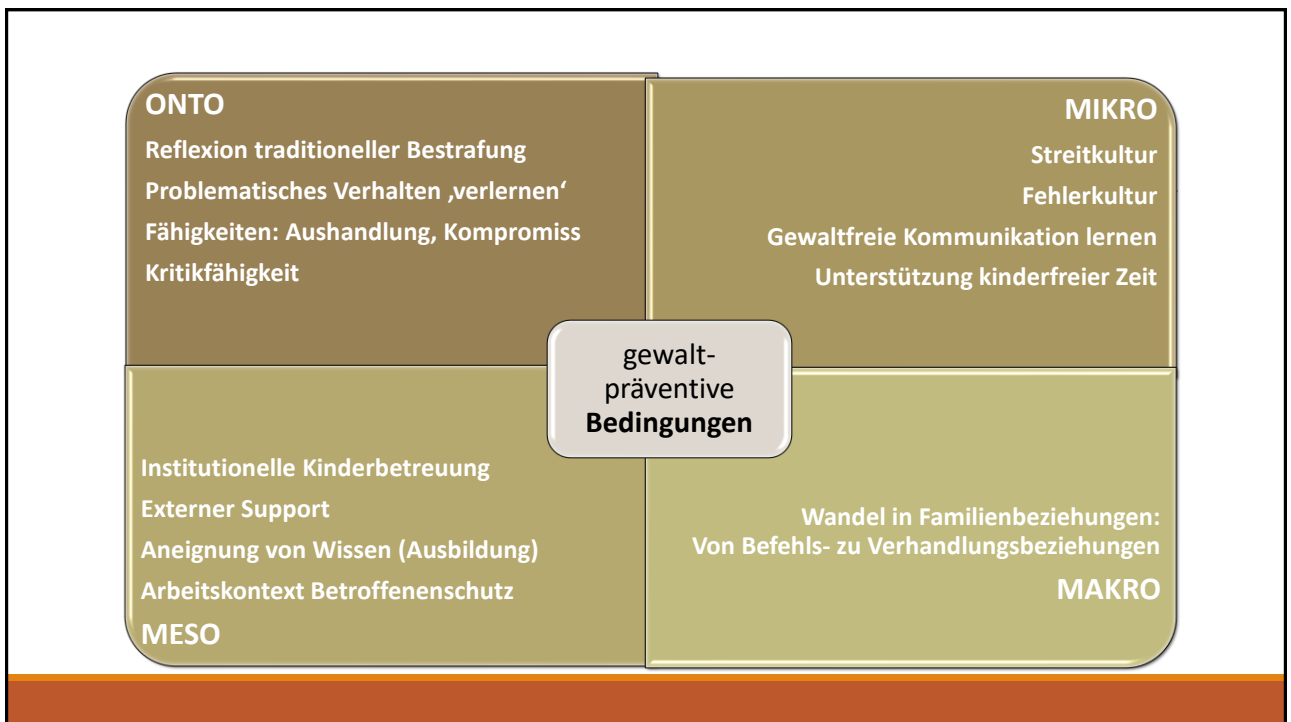 ONTO
Reflexion traditioneller Bestrafung
Problematisches Verhalten ‚verlernen‘
Fähigkeiten: Aushandlung, Kompromiss
Kritikfähigkeit
MIKRO
Streitkultur
Fehlerkultur
Gewaltfreie Kommunikation lernen
Unterstützung kinderfreier Zeit
gewalt-
präventive
Bedingungen
Institutionelle Kinderbetreuung
Externer Support
Aneignung von Wissen (Ausbildung)
Arbeitskontext Betroffenenschutz
MESO
Wandel in Familienbeziehungen:
Von Befehls- zu Verhandlungsbeziehungen
MAKRO